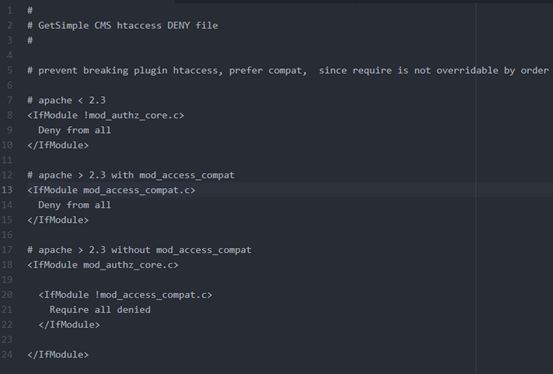 1 #
2 # GetSimple CMS htaccess DENY file
3 #
4
5 # prevent breaking plugin htaccess, prefer compat,  since require is not overridable by order
6
7 # apache < 2.3
8 <IfModule !mod_authz_core.c>
9   Deny from all
10 </IfModule>
11
12 # apache > 2.3 with mod_access_compat
13 <IfModule mod_access_compat.c>
14   Deny from all
15 </IfModule>
16
17 # apache > 2.3 without mod_access_compat
18 <IfModule mod_authz_core.c>
19
20   <IfModule !mod_access_compat.c>
21     Require all denied
22   </IfModule>
23
24 </IfModule>